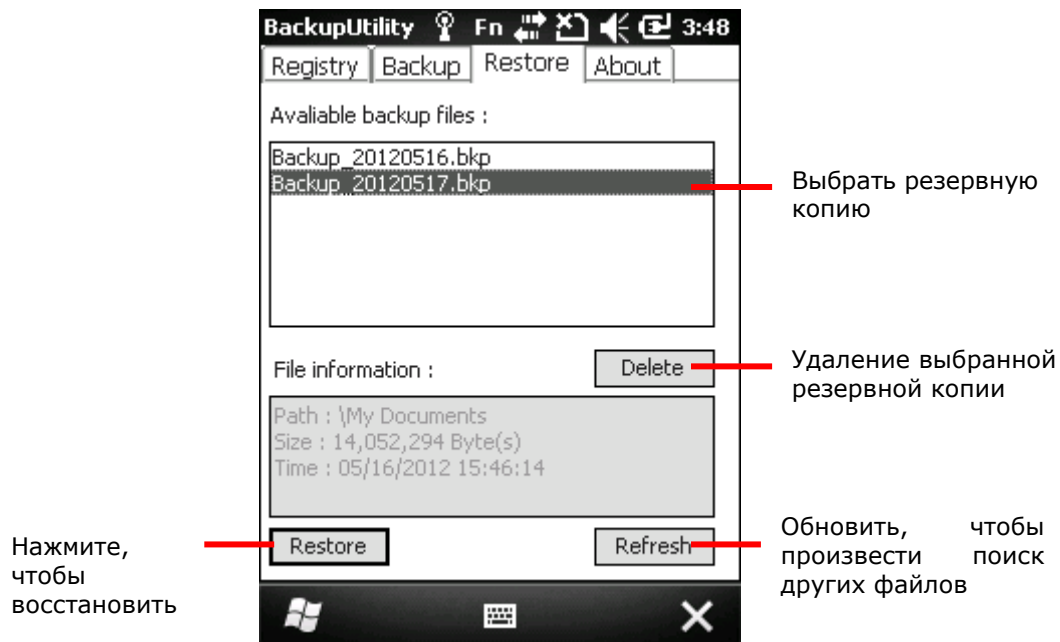 BackupUtility Fn 3:48
Registry Backup Restore About
Avaliable backup files :
Backup_20120516.bkp
Backup_20120517.bkp
Выбрать резервную
копию
File information :
Delete
Удаление выбранной
резервной копии
Path : \My Documents
Size : 14,052,294 Byte(s)
Time : 05/16/2012 15:46:14
Нажмите,
чтобы
восстановить
Restore
Refresh
Обновить, чтобы
произвести поиск
других файлов